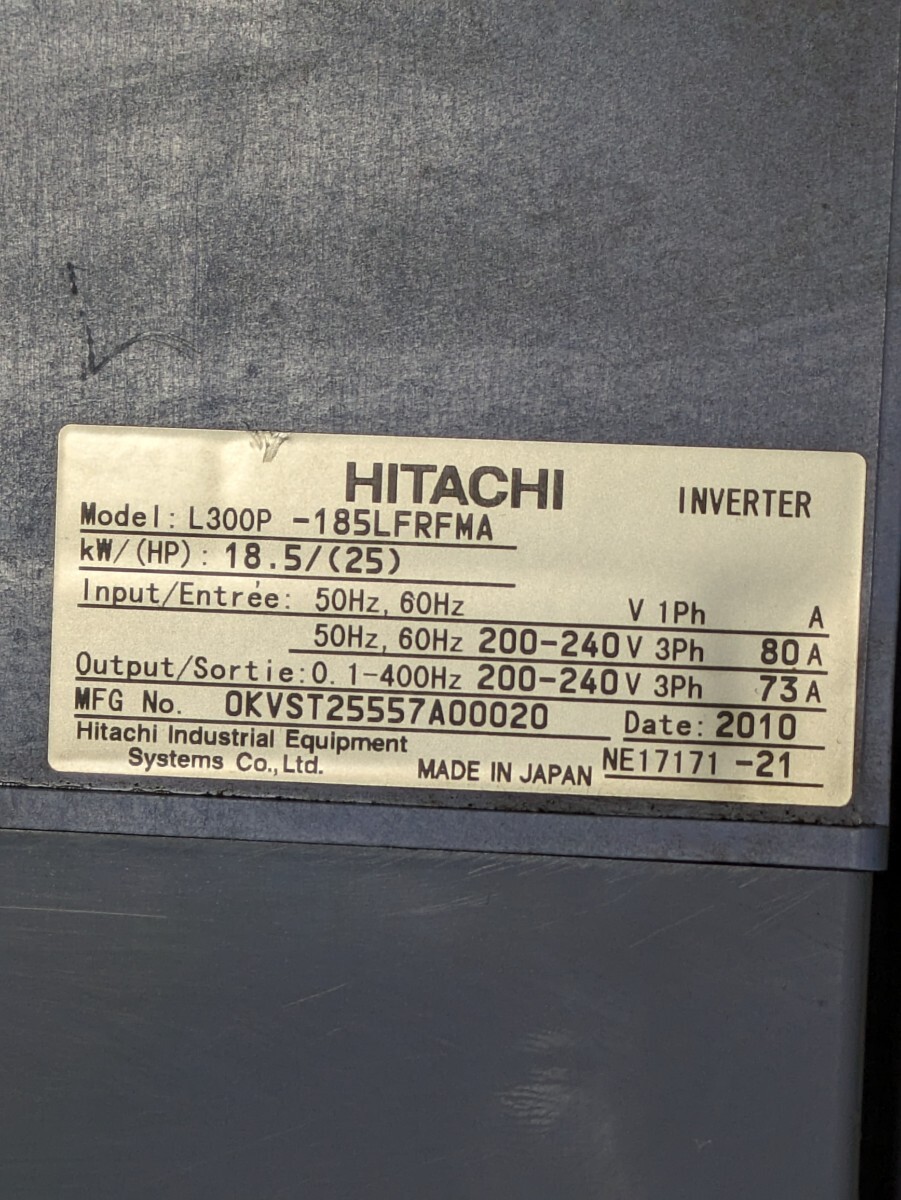 HITACHI INVERTER
Model: L300P -185LFRFMA
kW/(HP): 18.5/(25)
Input/Entrée: 50Hz, 60Hz V 1Ph A
50Hz, 60Hz 200-240 V 3Ph 80 A
Output/Sortie: 0.1-400Hz 200-240 V 3Ph 73 A
MFG No. 0KVST25557A00020 Date: 2010
Hitachi Industrial Equipment
Systems Co., Ltd. MADE IN JAPAN NE17171 -21